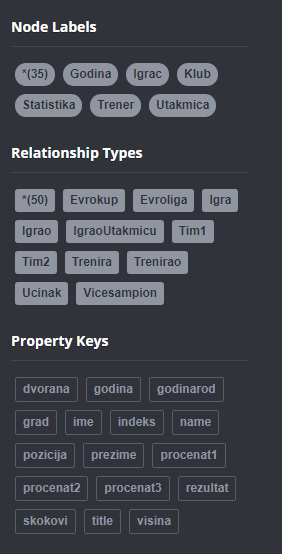 Node Labels
*(35) Godina Igrac Klub
Statistika Trener Utakmica
Relationship Types
*(50) Evrokup Evroliga Igra
Igrao IgraoUtakmicu Tim1
Tim2 Trenira Trenirao
Ucinak Vicesampion
Property Keys
dvorana godina godinarod
grad ime indeks name
pozicija prezime procenat1
procenat2 procenat3 rezultat
skokovi title visina